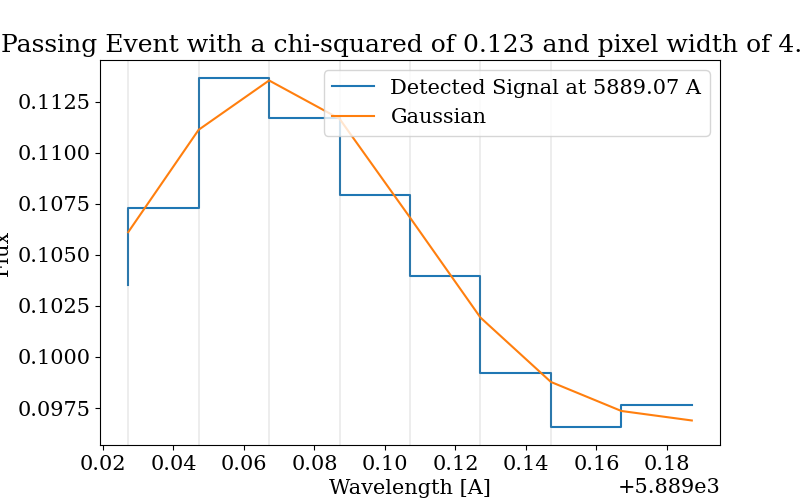 Passing Event with a chi-squared of 0.123 and pixel width of 4.
Detected Signal at 5889.07 A
Gaussian
Flux
0.1125
0.1100
0.1075
0.1050
0.1025
0.1000
0.0975
0.02 0.04 0.06 0.08 0.10 0.12 0.14 0.16 0.18
+5.889e3
Wavelength [A]